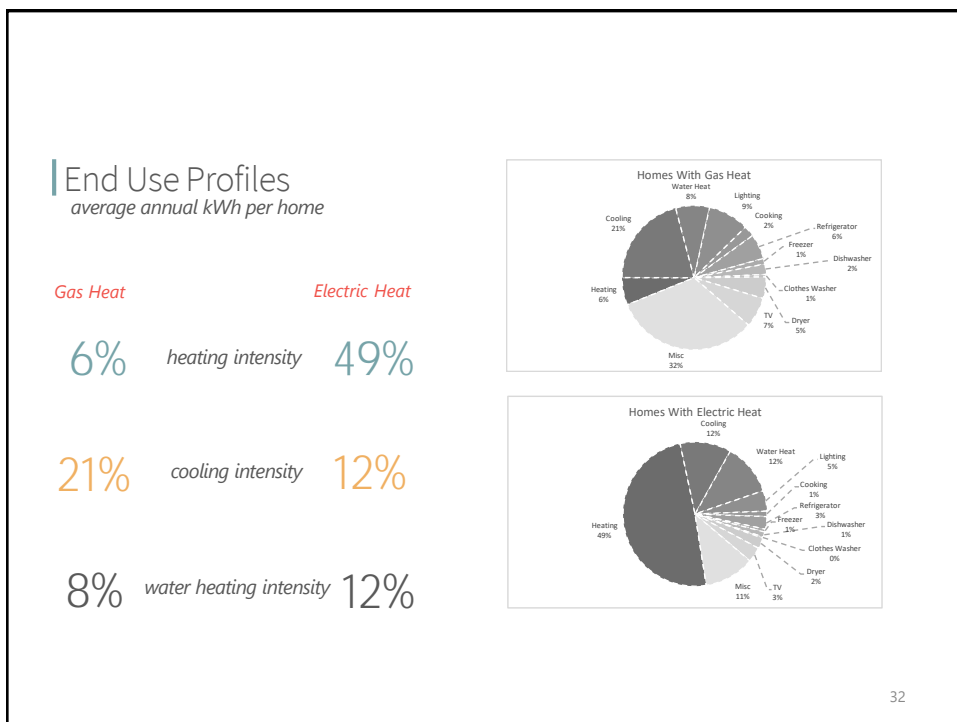 End Use Profiles
average annual kWh per home
Gas Heat
Electric Heat
6%
heating intensity
49%
21%
cooling intensity
12%
8%
water heating intensity
12%
Homes With Gas Heat
Water Heat
8%
Lighting
9%
Cooking
2%
Refrigerator
6%
Freezer
1%
Dishwasher
2%
Clothes Washer
1%
Dryer
5%
TV
7%
Misc
32%
Heating
6%
Cooling
21%
Homes With Electric Heat
Cooling
12%
Water Heat
12%
Lighting
5%
Cooking
1%
Refrigerator
3%
Freezer
1%
Dishwasher
1%
Clothes Washer
0%
Dryer
2%
TV
3%
Misc
11%
Heating
49%
32